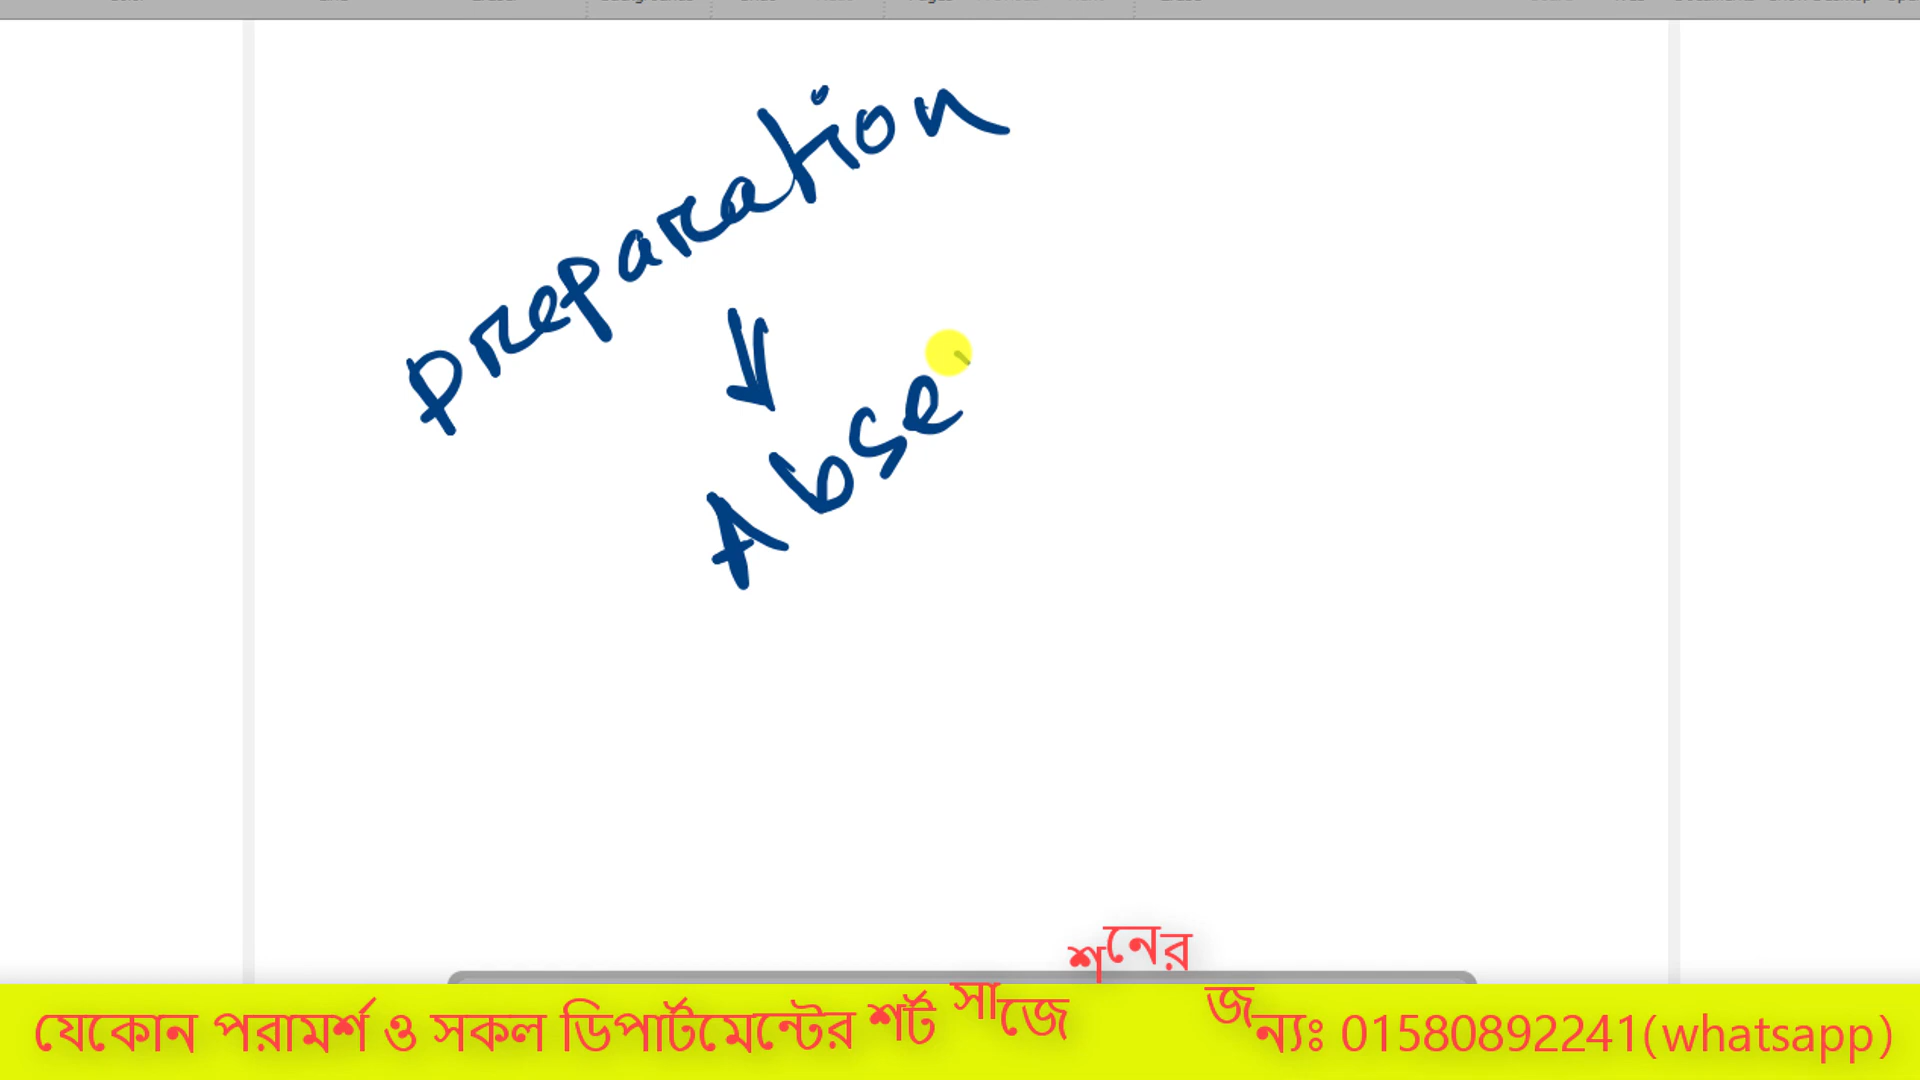 preparation
Abse
যেকোন পরামর্শ ও সকল ডিপার্টমেন্টের শর্ট সাজেশনের জন্যঃ 01580892241(whatsapp)